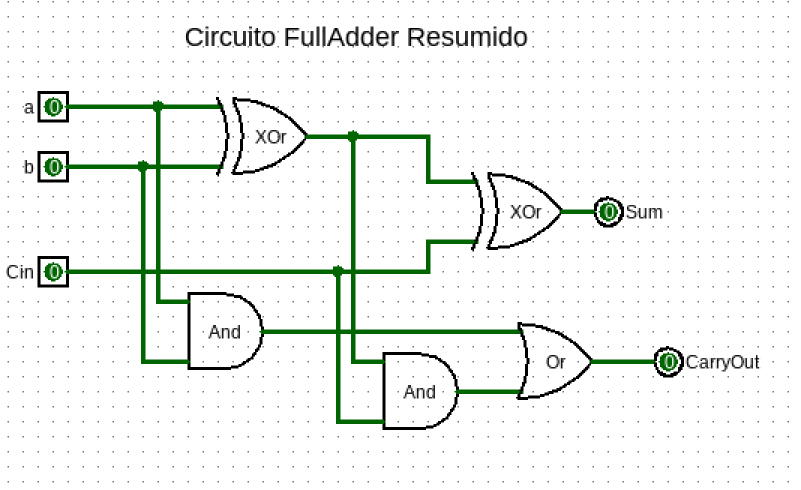 Circuito FullAdder Resumido
a 0
XOr
b 0
XOr 0 Sum
Cin 0
And
Or 0 CarryOut
And